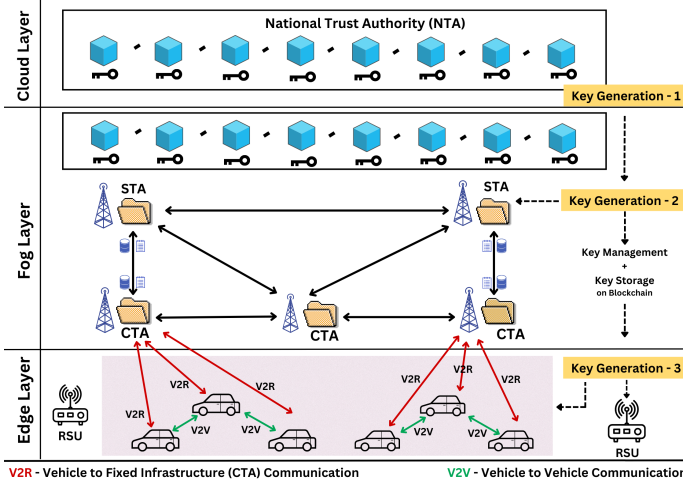 Cloud Layer
National Trust Authority (NTA)
Key Generation - 1
Fog Layer
STA
STA
Key Generation - 2
Key Management
+
Key Storage
on Blockchain
CTA
CTA
CTA
Edge Layer
Key Generation - 3
V2R
V2R
V2R
V2R
V2R
V2R
RSU
V2V
V2V
V2V
V2V
RSU
V2R - Vehicle to Fixed Infrastructure (CTA) Communication
V2V - Vehicle to Vehicle Communication